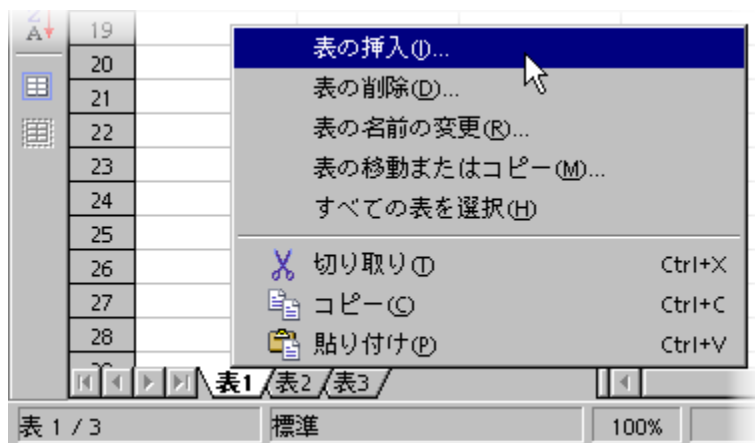 19
表の挿入(I)...
20
表の削除(D)...
21
22
表の名前の変更(R)...
23
表の移動またはコピー(M)...
24
すべての表を選択(H)
25
26
切り取り(T) Ctrl+X
27
コピー(C) Ctrl+C
28
貼り付け(P) Ctrl+V
表1 表2 表3
表 1 / 3 標準 100%